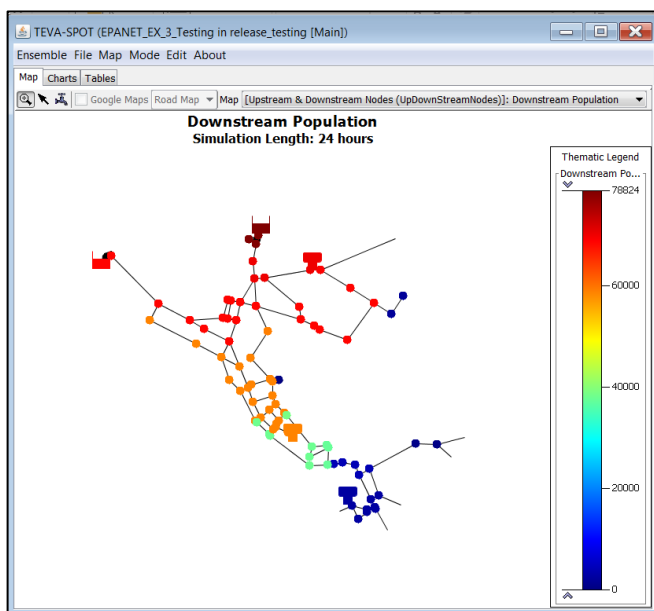 TEVA-SPOT (EPANET_EX_3_Testing in release_testing [Main])
Ensemble File Map Mode Edit About
Map Charts Tables
Google Maps Road Map Map [Upstream & Downstream Nodes (UpDownStreamNodes)]: Downstream Population
Downstream Population
Simulation Length: 24 hours
Thematic Legend
Downstream Po...
78824
60000
40000
20000
0